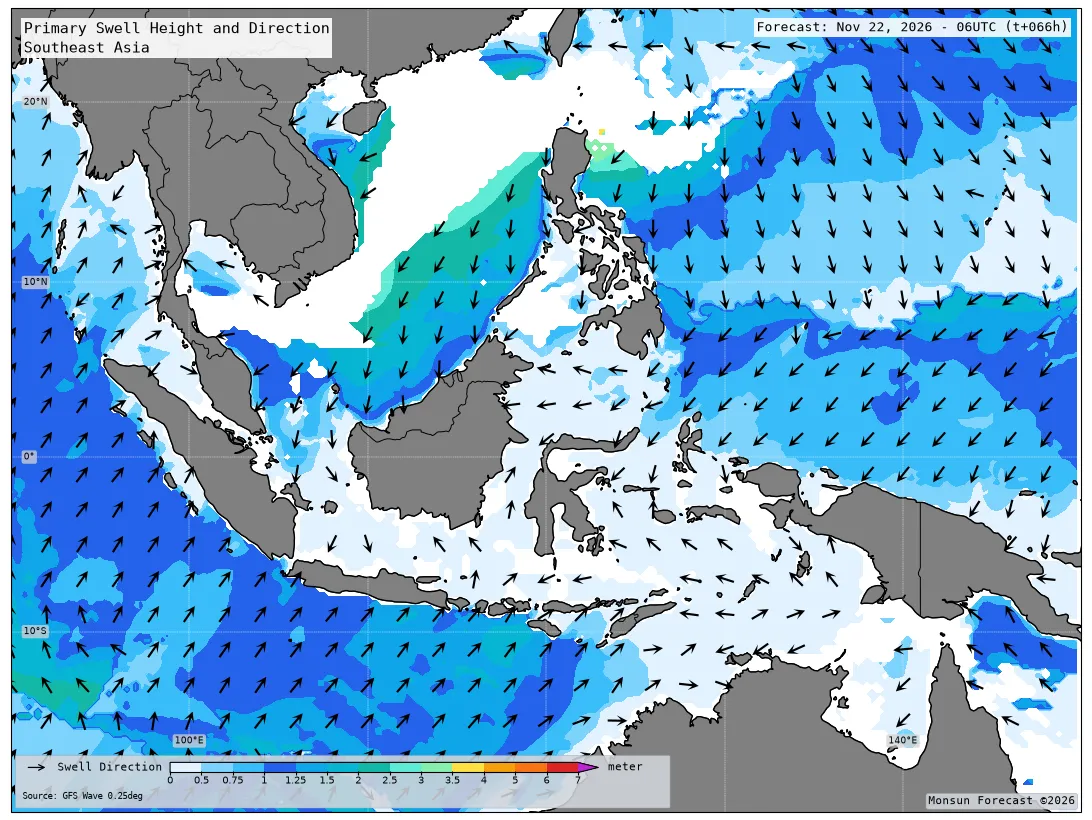 Primary Swell Height and Direction
Southeast Asia
Forecast: Nov 22, 2026 - 06UTC (t+066h)
20°N
10°N
0°
10°S
100°E
140°E
Swell Direction
0 0.5 0.75 1 1.25 1.5 2 2.5 3 3.5 4 5 6 7
meter
Source: GFS Wave 0.25deg
Monsun Forecast ©2026